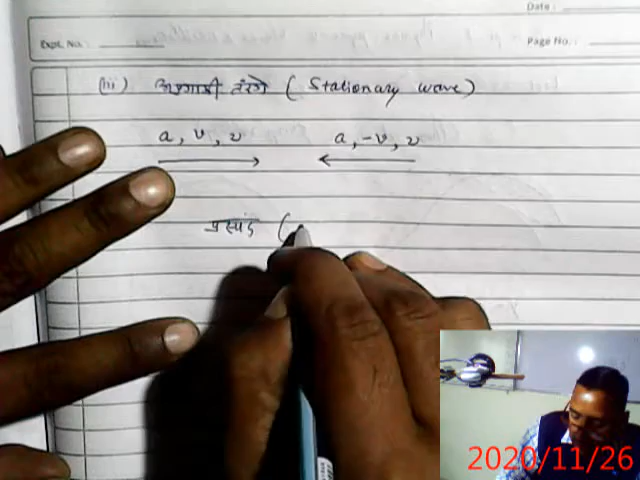 Date :
Expt. No. :
Page No. :
(iii) अप्रगामी तरंगे ( Stationary wave )
a, v, ν
a, -v, ν
प्रस्पंद (
2020/11/26